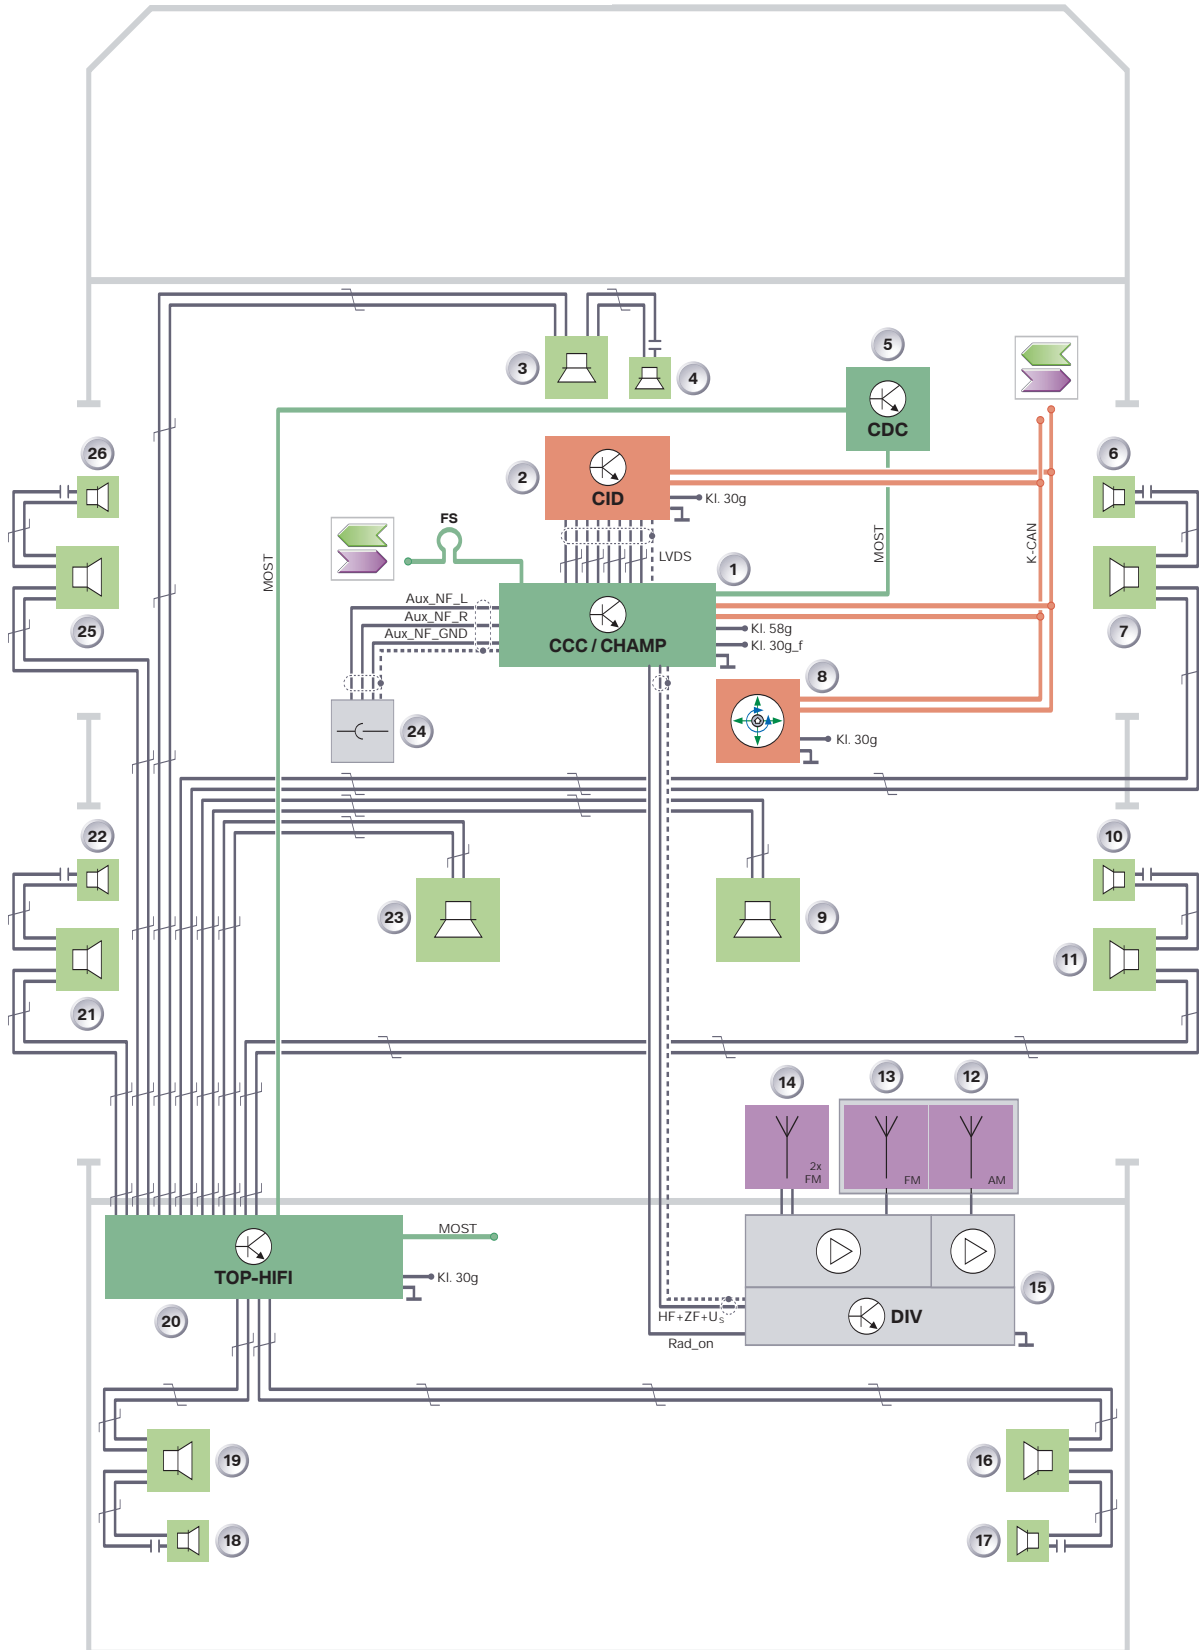 5
3
4
26
6
CDC
2
CID
Kl. 30g
FS
MOST
MOST
K-CAN
LVDS
1
Aux_NF_L
Aux_NF_R
Aux_NF_GND
CCC / CHAMP
Kl. 58g
Kl. 30g_f
25
7
8
24
Kl. 30g
22
10
23
9
11
21
14
13
12
2x
FM
FM
AM
MOST
TOP-HIFI
Kl. 30g
20
15
HF+ZF+US
DIV
Rad_on
19
16
18
17